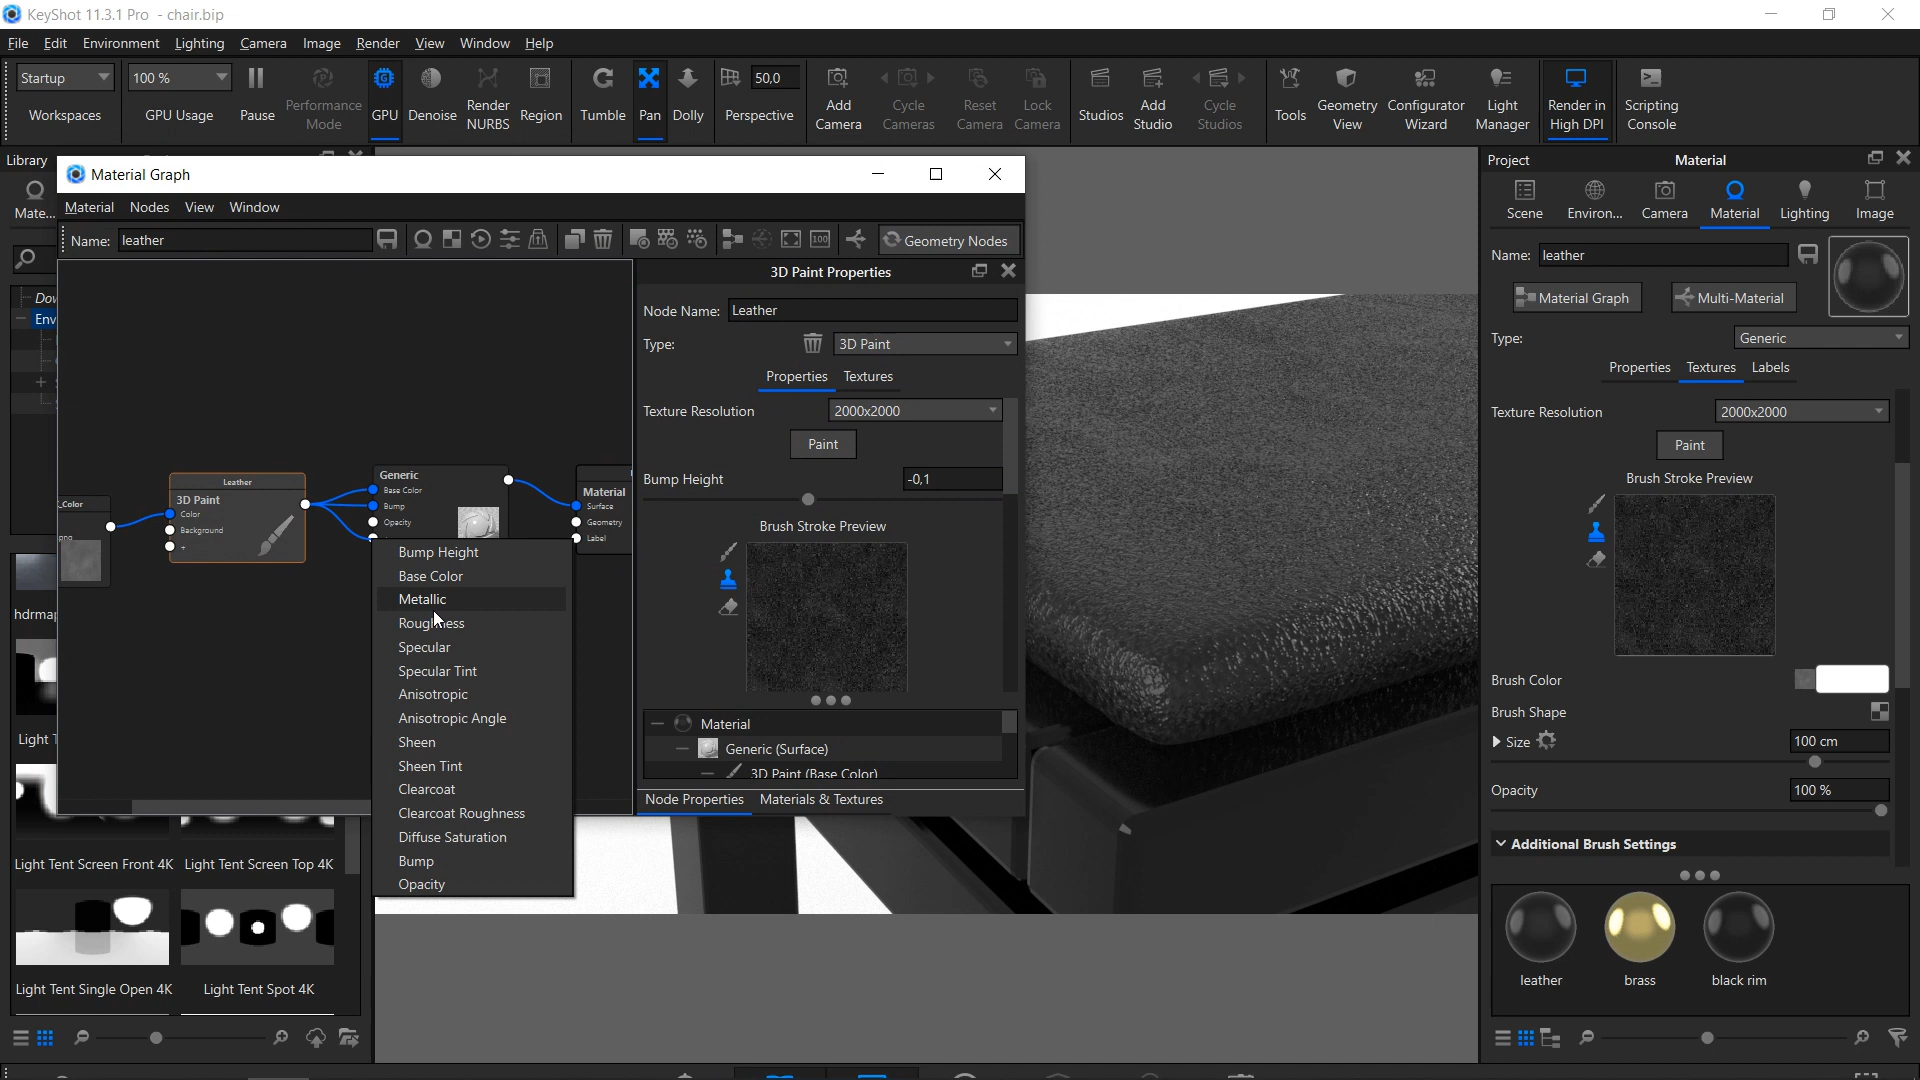 KeyShot 11.3.1 Pro - chair.bip
File Edit Environment Lighting Camera Image Render View Window Help
Startup 100 % 50,0
Workspaces GPU Usage Pause Performance Mode GPU Denoise Render NURBS Region Tumble Pan Dolly Perspective Add Camera Cycle Cameras Reset Camera Lock Camera Studios Add Studio Cycle Studios Tools Geometry View Configurator Wizard Light Manager Render in High DPI Scripting Console
Library
Mate...
Dov
Env
hdrmap
Light T
Light Tent Screen Front 4K Light Tent Screen Top 4K
Light Tent Single Open 4K Light Tent Spot 4K
Material Graph
Material Nodes View Window
Name: leather 100 Geometry Nodes
_Color
Leather
3D Paint
Color
Background
+
Generic
Base Color
Bump
Opacity
Material
Surface
Geometry
Label
Bump Height
Base Color
Metallic
Roughness
Specular
Specular Tint
Anisotropic
Anisotropic Angle
Sheen
Sheen Tint
Clearcoat
Clearcoat Roughness
Diffuse Saturation
Bump
Opacity
3D Paint Properties
Node Name: Leather
Type: 3D Paint
Properties Textures
Texture Resolution 2000x2000
Paint
Bump Height -0,1
Brush Stroke Preview
Material
Generic (Surface)
3D Paint (Base Color)
Node Properties Materials & Textures
Project Material
Scene Environ... Camera Material Lighting Image
Name: leather
Material Graph Multi-Material
Type: Generic
Properties Textures Labels
Texture Resolution 2000x2000
Paint
Brush Stroke Preview
Brush Color
Brush Shape
Size 100 cm
Opacity 100 %
Additional Brush Settings
leather brass black rim